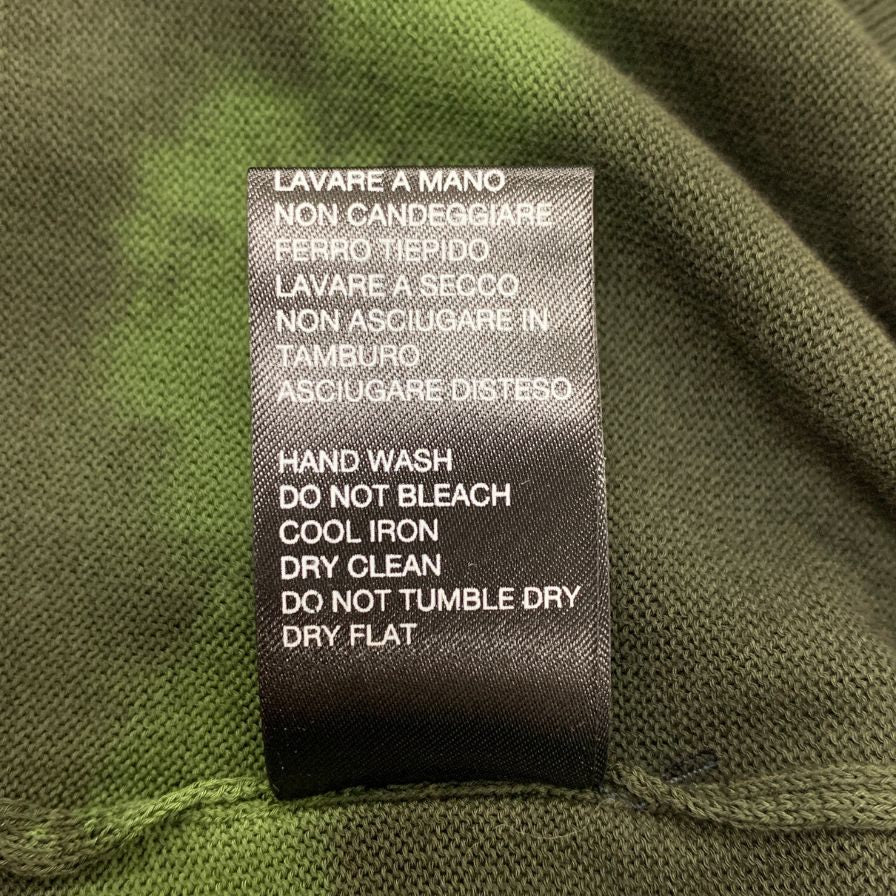 LAVARE A MANO
NON CANDEGGIARE
FERRO TIEPIDO
LAVARE A SECCO
NON ASCIUGARE IN
TAMBURO
ASCIUGARE DISTESO
HAND WASH
DO NOT BLEACH
COOL IRON
DRY CLEAN
DO NOT TUMBLE DRY
DRY FLAT